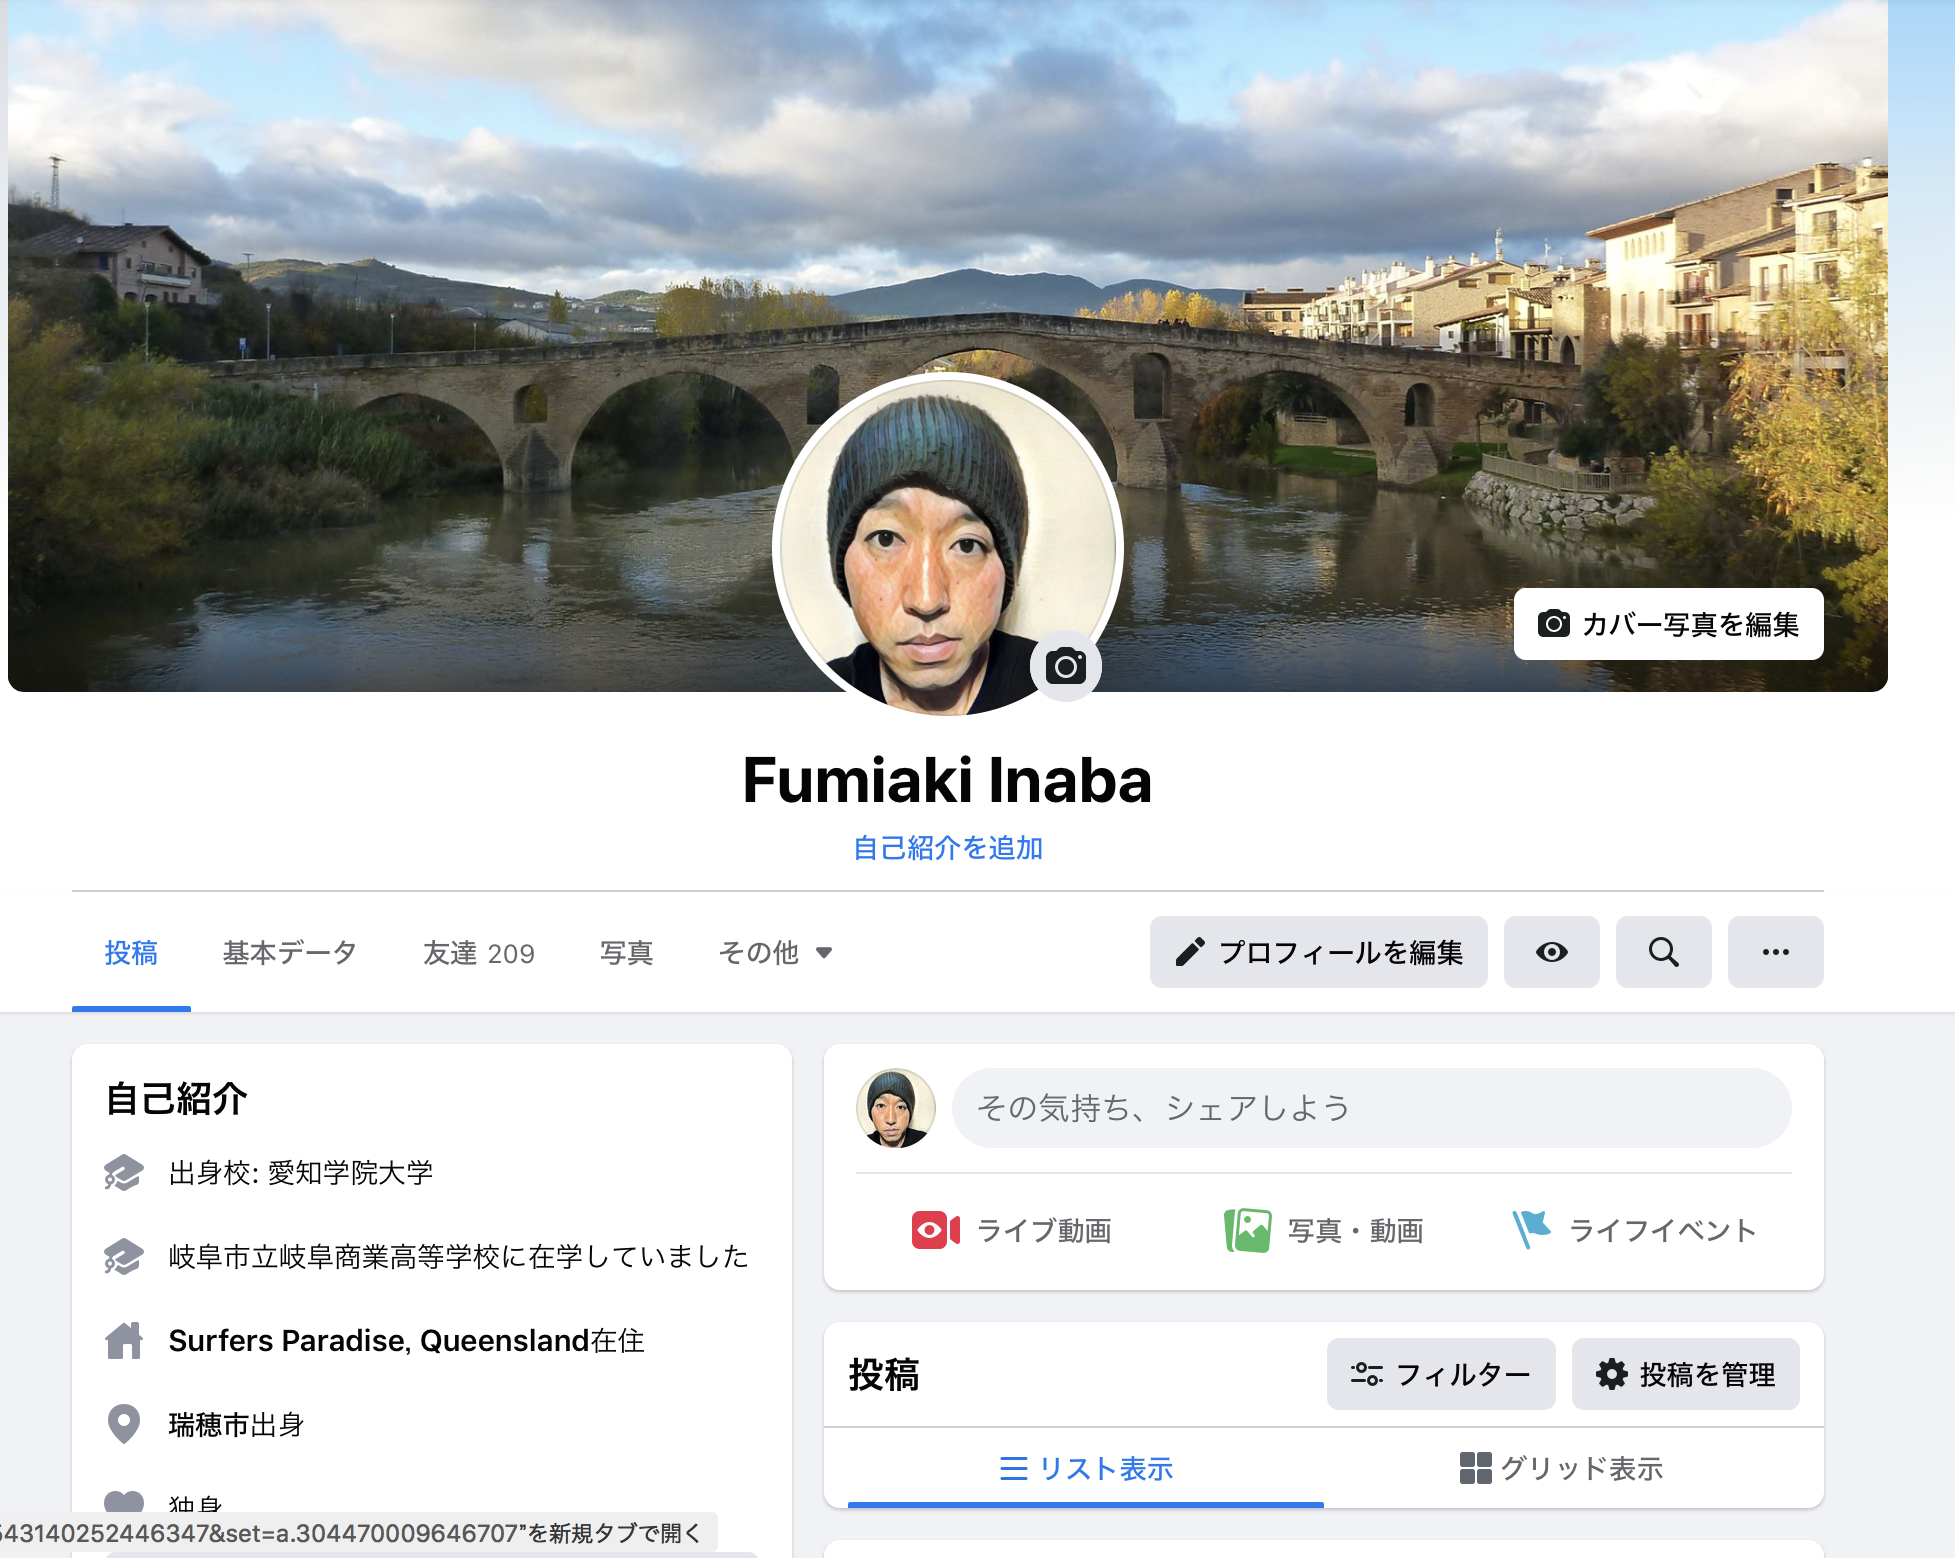 カバー写真を編集
Fumiaki Inaba
自己紹介を追加
投稿 基本データ 友達 209 写真 その他
プロフィールを編集
自己紹介
出身校: 愛知学院大学
岐阜市立岐阜商業高等学校に在学していました
Surfers Paradise, Queensland在住
瑞穂市出身
独身
543140252446347&set=a.304470009646707”を新規タブで開く
その気持ち、シェアしよう
ライブ動画 写真・動画 ライフイベント
投稿 フィルター 投稿を管理
リスト表示 グリッド表示